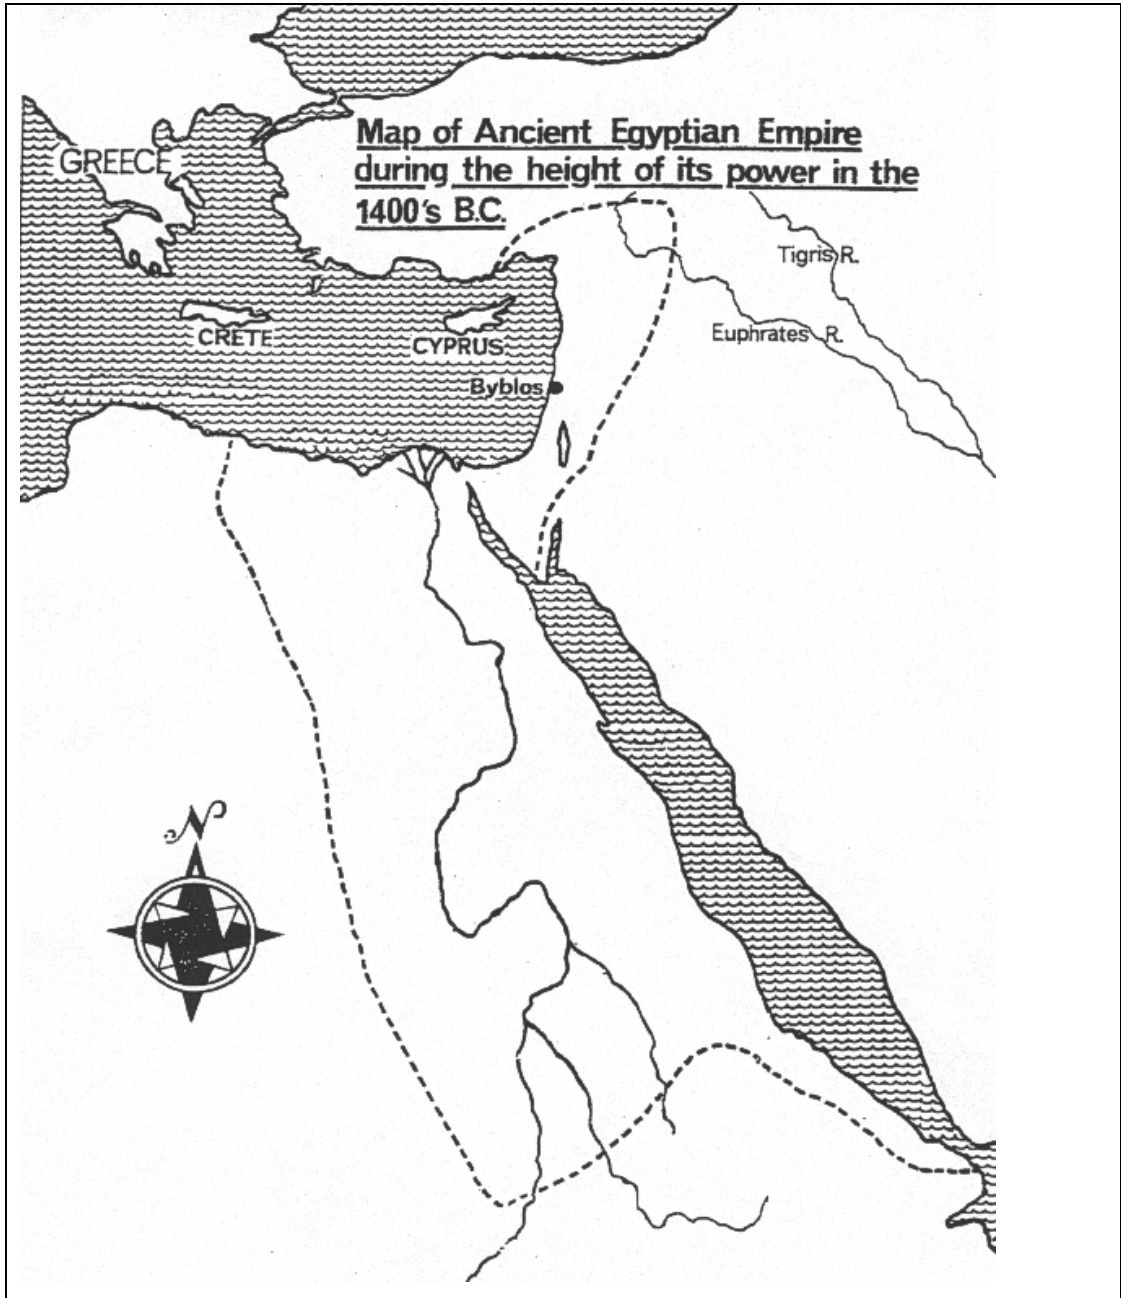 Map of Ancient Egyptian Empire
during the height of its power in the
1400's B.C.
GREECE
Tigris R.
Euphrates R.
CRETE
CYPRUS
Byblos
N